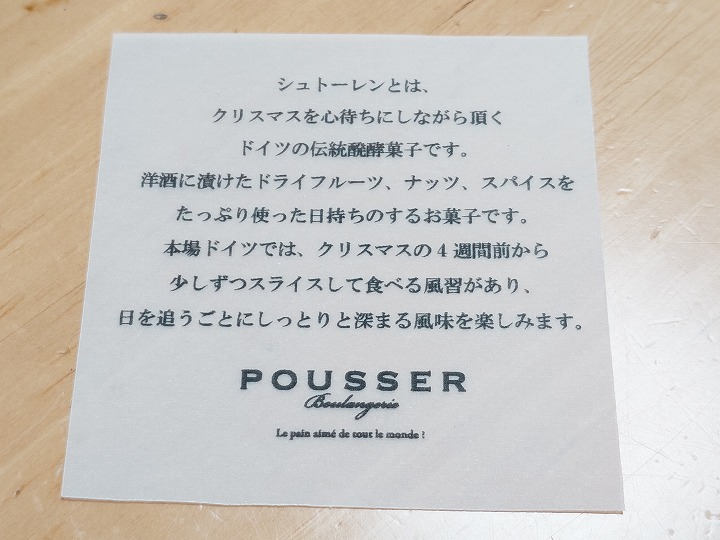 シュトーレンとは、
クリスマスを心待ちにしながら頂く
ドイツの伝統醗酵菓子です。
洋酒に漬けたドライフルーツ、ナッツ、スパイスを
たっぷり使った日持ちのするお菓子です。
本場ドイツでは、クリスマスの4週間前から
少しずつスライスして食べる風習があり、
日を追うごとにしっとりと深まる風味を楽しみます。
POUSSER
Boulangerie
Le pain aimé de tout le monde !